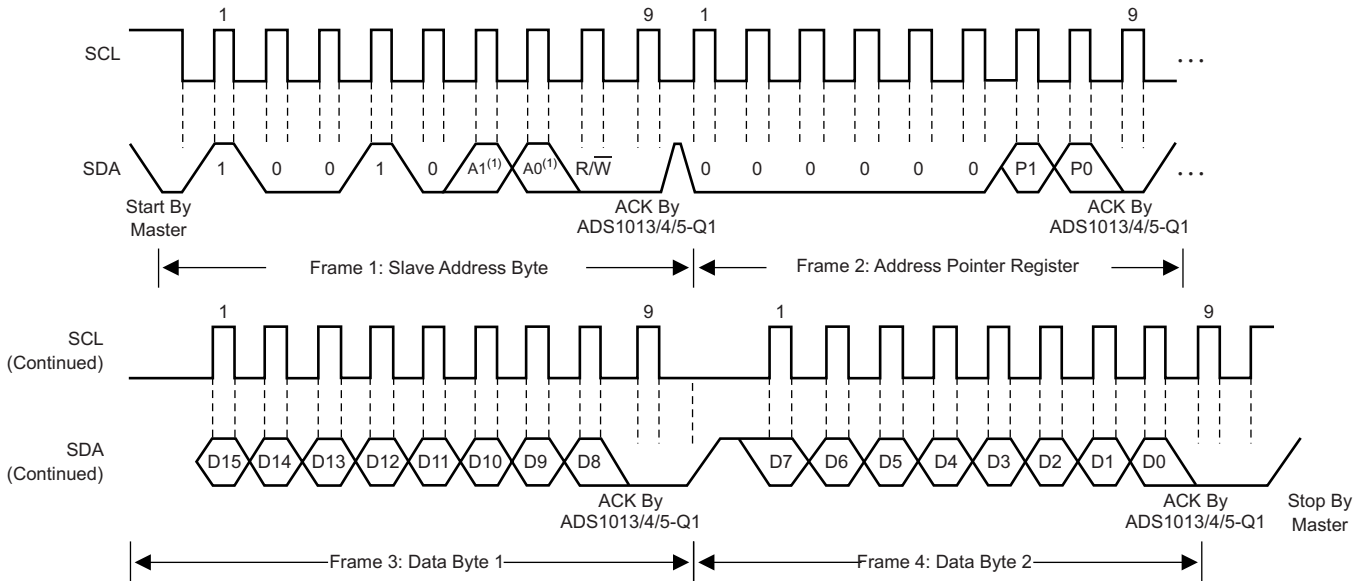 1 9 1 9
SCL ...
SDA 1 0 0 1 0 A1(1) A0(1) R/W̅ 0 0 0 0 0 0 P1 P0 ...
Start By
Master
ACK By
ADS1013/4/5-Q1
ACK By
ADS1013/4/5-Q1
Frame 1: Slave Address Byte
Frame 2: Address Pointer Register
1 9 1 9
SCL
(Continued)
SDA
(Continued)
D15 D14 D13 D12 D11 D10 D9 D8 D7 D6 D5 D4 D3 D2 D1 D0
ACK By
ADS1013/4/5-Q1
ACK By
ADS1013/4/5-Q1
Stop By
Master
Frame 3: Data Byte 1
Frame 4: Data Byte 2